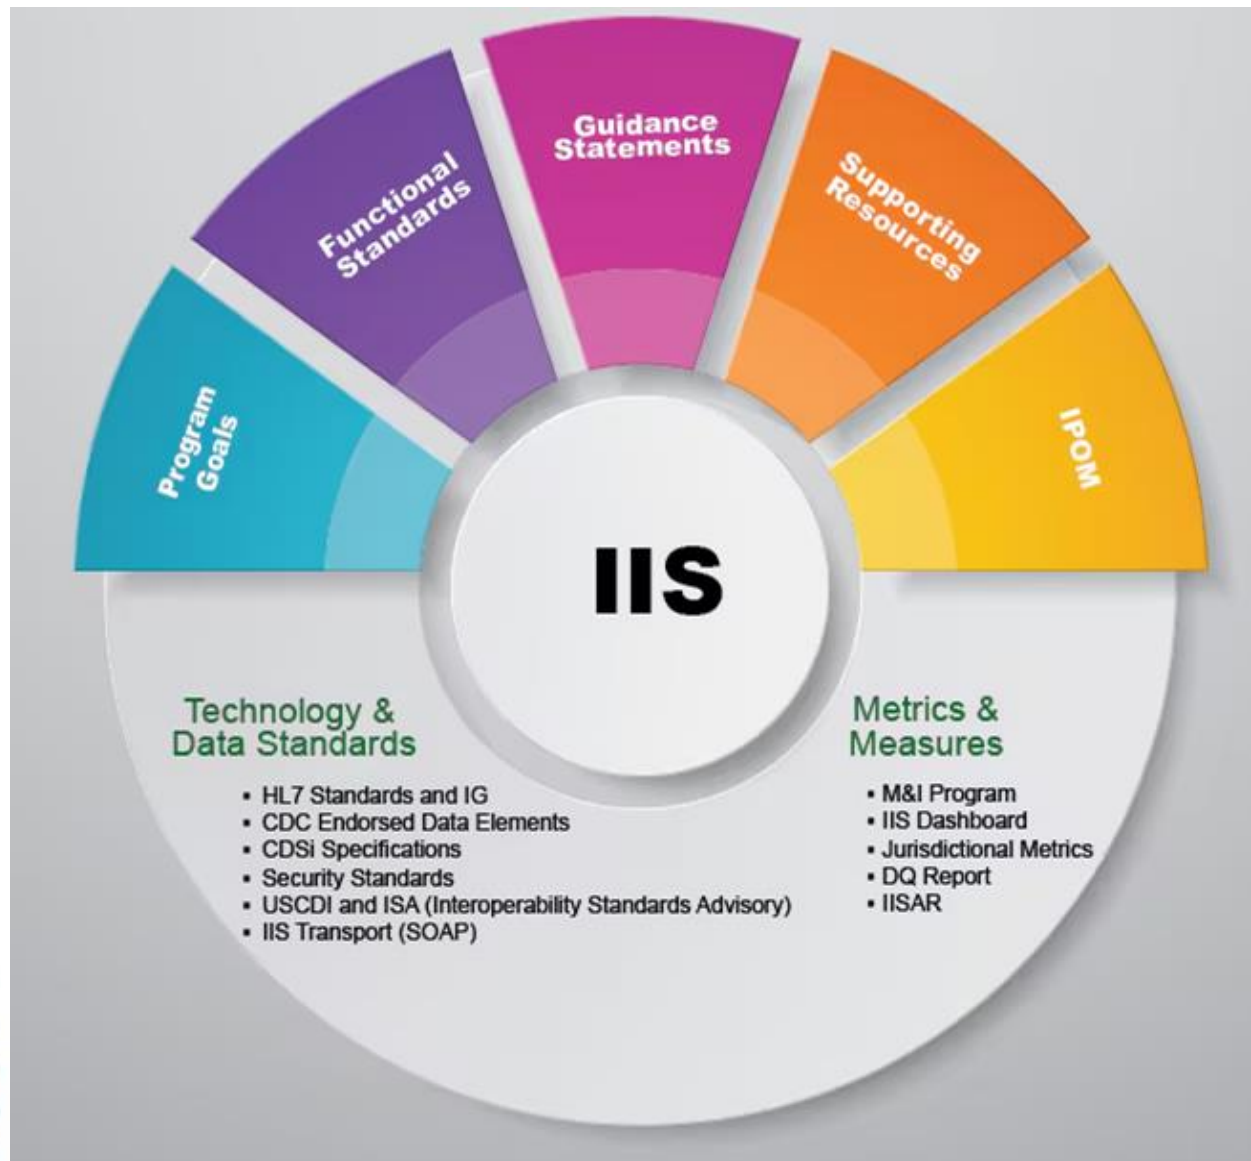 Guidance
Statements
Functional
Standards
Supporting
Resources
Program
Goals
IPOM
IIS
Technology &
Data Standards
▪ HL7 Standards and IG
▪ CDC Endorsed Data Elements
▪ CDSi Specifications
▪ Security Standards
▪ USCDI and ISA (Interoperability Standards Advisory)
▪ IIS Transport (SOAP)
Metrics &
Measures
▪ M&I Program
▪ IIS Dashboard
▪ Jurisdictional Metrics
▪ DQ Report
▪ IISAR